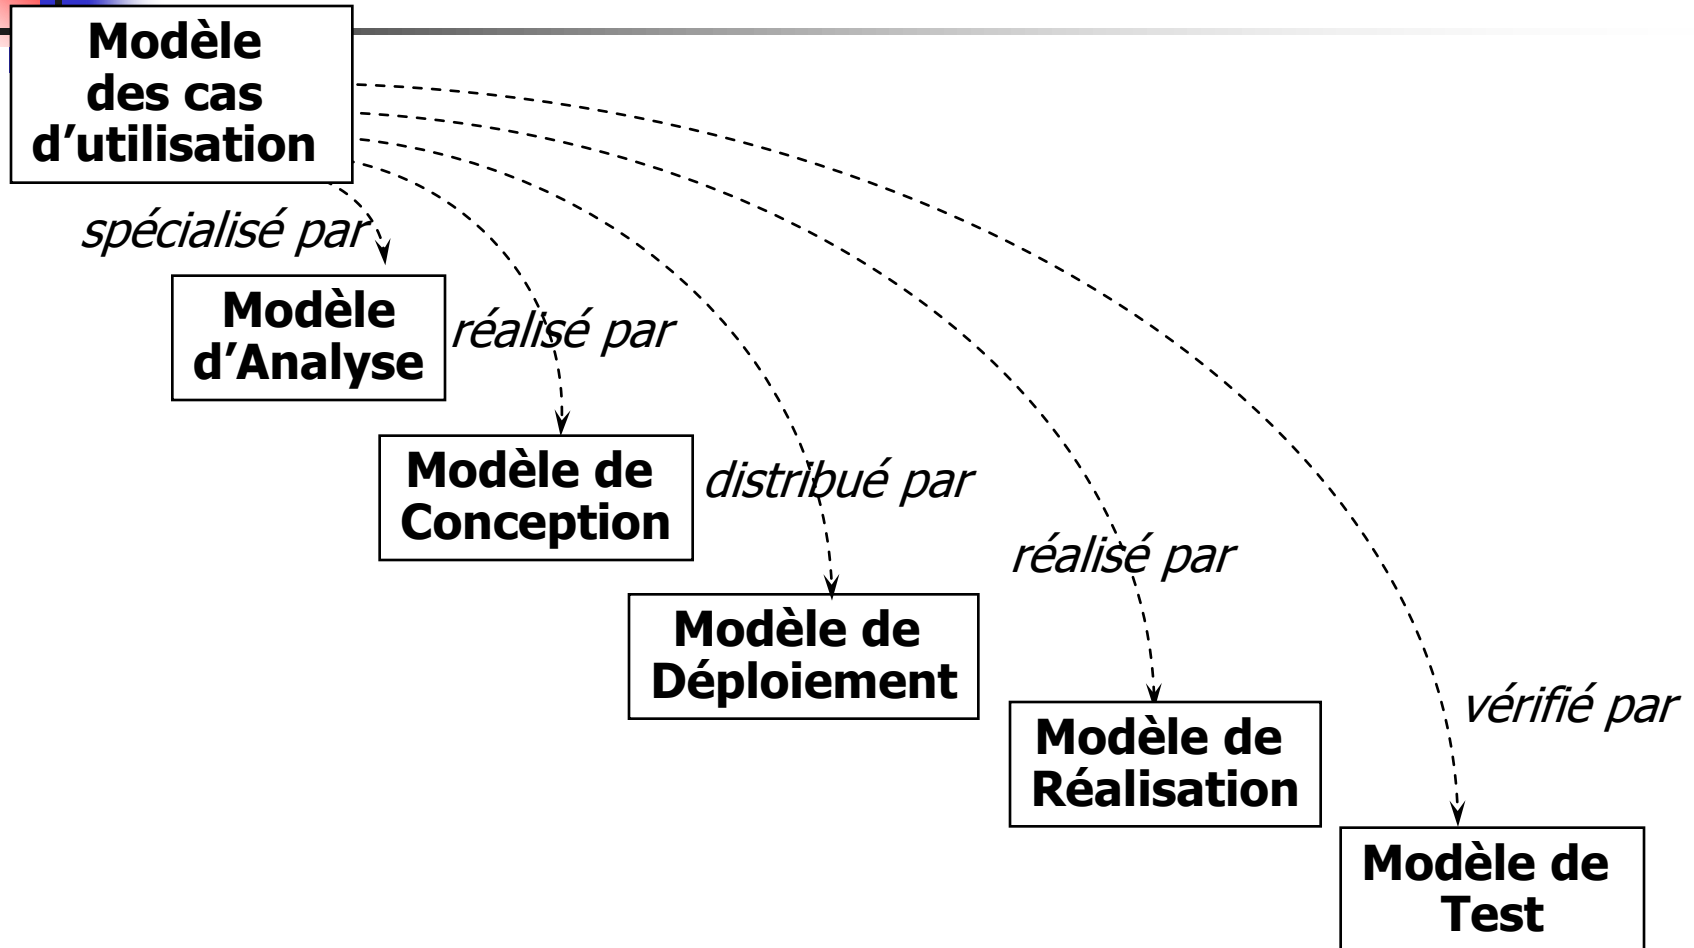 Modèle
des cas
d’utilisation
spécialisé par
Modèle
d’Analyse
réalisé par
Modèle de
Conception
distribué par
Modèle de
Déploiement
réalisé par
Modèle de
Réalisation
vérifié par
Modèle de
Test